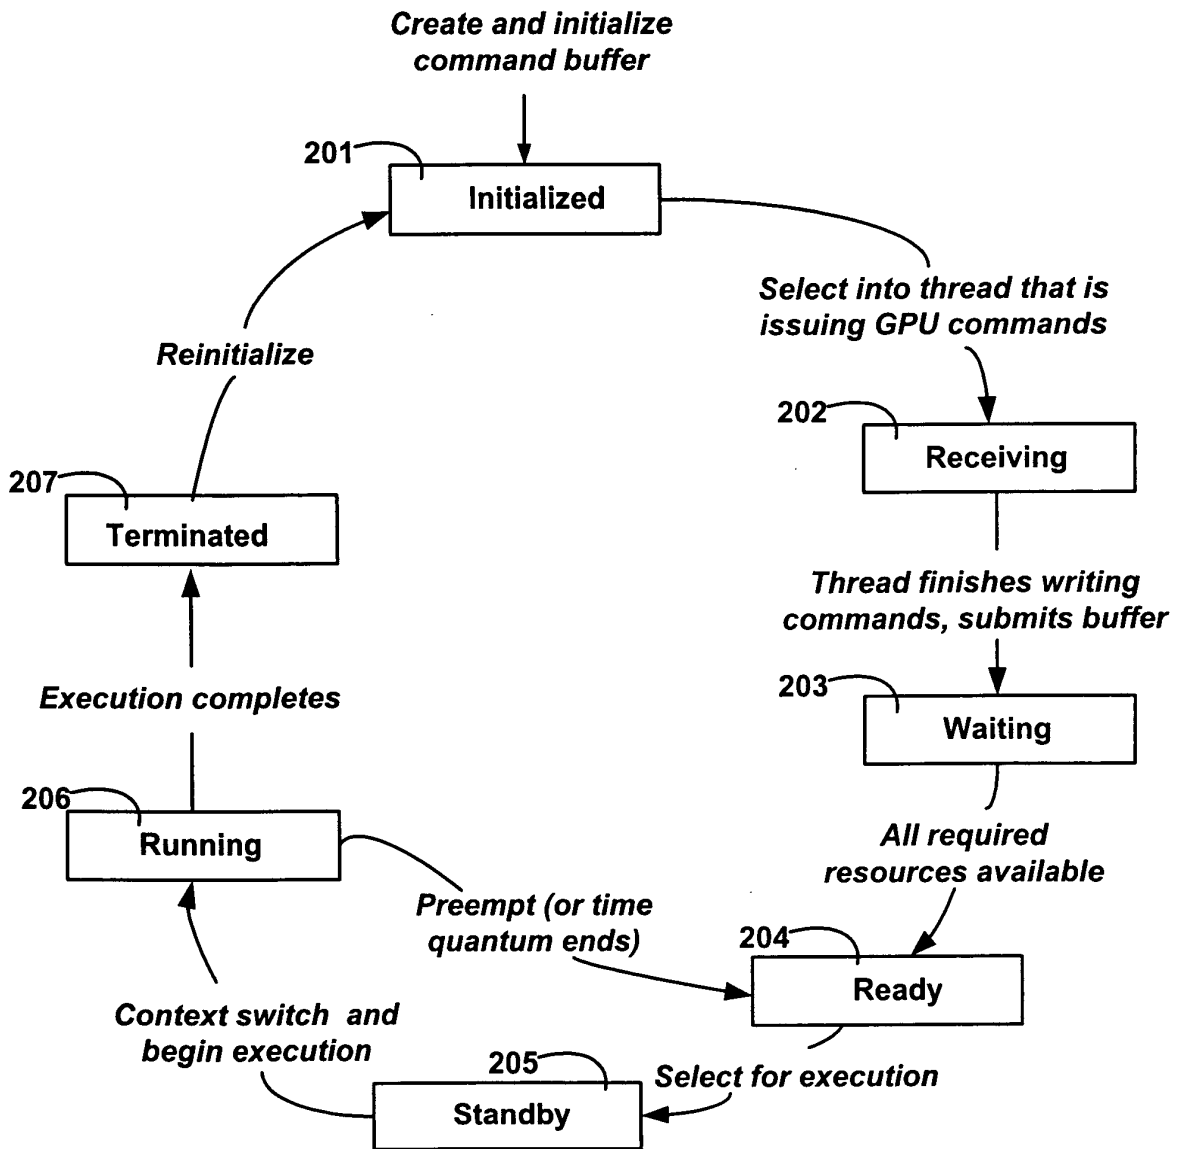 Create and initialize
command buffer
201
Initialized
Select into thread that is
issuing GPU commands
Reinitialize
202
Receiving
207
Terminated
Thread finishes writing
commands, submits buffer
Execution completes
203
Waiting
206
Running
All required
resources available
Preempt (or time
quantum ends)
204
Ready
Context switch and
begin execution
205
Select for execution
Standby